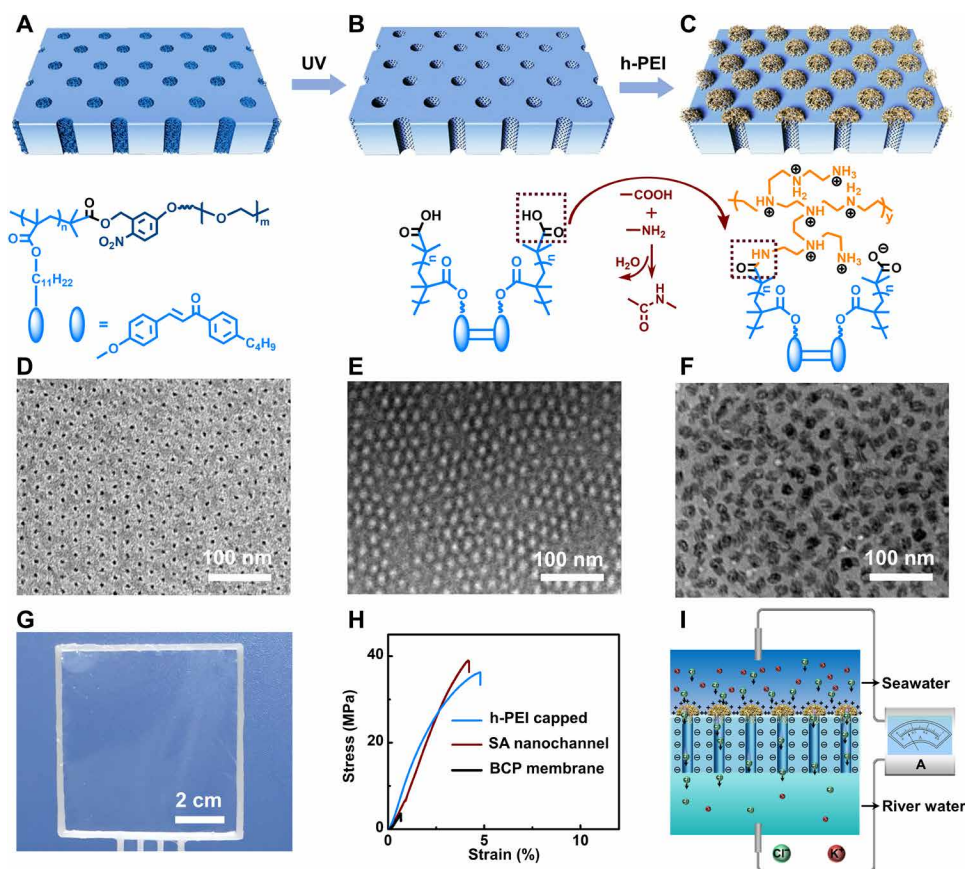 A
B
C
UV
h-PEI
O
O
n
O
O2N
O
O
m
O
C11H22
=
O
O
C4H9
OH
O
n
O
O
HO
O
n
O
O
–COOH
+
–NH2
H2O
H
N
O
NH3
⊕
N
H2
⊕
H2
N
⊕
HN
⊕
NH
⊕
y
NH
⊕
NH3
⊕
HN
O
n
O
O
O
⊖
O
n
O
O
D
E
F
100 nm
100 nm
100 nm
G
H
I
2 cm
Stress (MPa)
40
20
0
h-PEI capped
SA nanochannel
BCP membrane
0
5
10
Strain (%)
Seawater
A
River water
Cl⁻
K⁺